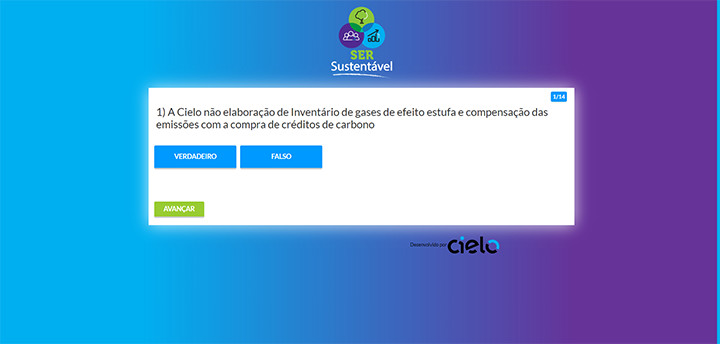 SER
Sustentável
1/14
1) A Cielo não elaboração de Inventário de gases de efeito estufa e compensação das
emissões com a compra de créditos de carbono
VERDADEIRO FALSO
AVANÇAR
Desenvolvido por cielo